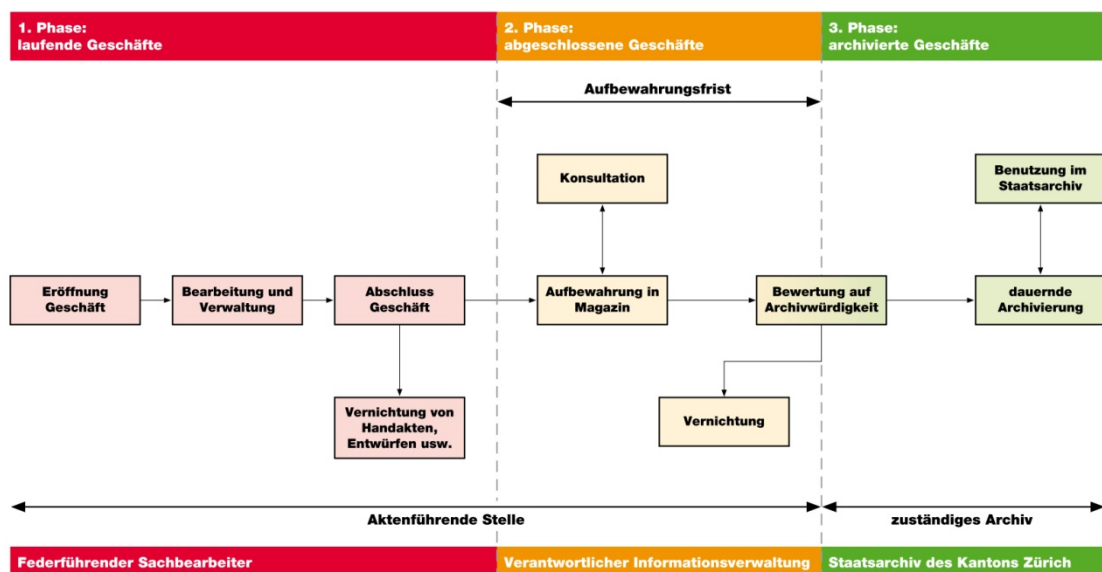 1. Phase:
laufende Geschäfte
2. Phase:
abgeschlossene Geschäfte
3. Phase:
archivierte Geschäfte
Aufbewahrungsfrist
Konsultation
Benutzung im
Staatsarchiv
Eröffnung
Geschäft
Bearbeitung und
Verwaltung
Abschluss
Geschäft
Aufbewahrung in
Magazin
Bewertung auf
Archivwürdigkeit
dauernde
Archivierung
Vernichtung von
Handakten,
Entwürfen usw.
Vernichtung
Aktenführende Stelle
zuständiges Archiv
Federführender Sachbearbeiter
Verantwortlicher Informationsverwaltung
Staatsarchiv des Kantons Zürich